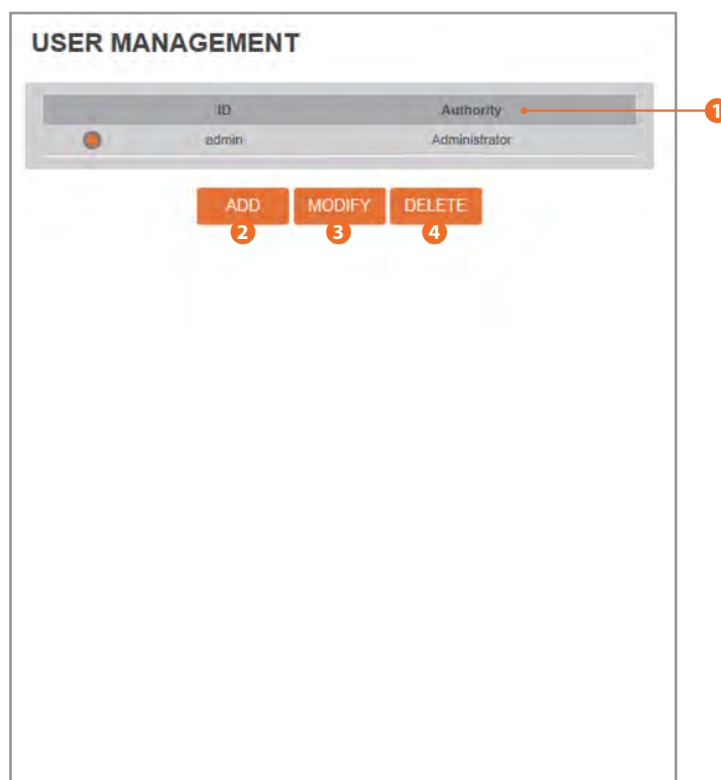 USER MANAGEMENT
ID Authority
1
admin Administrator
ADD MODIFY DELETE
2 3 4